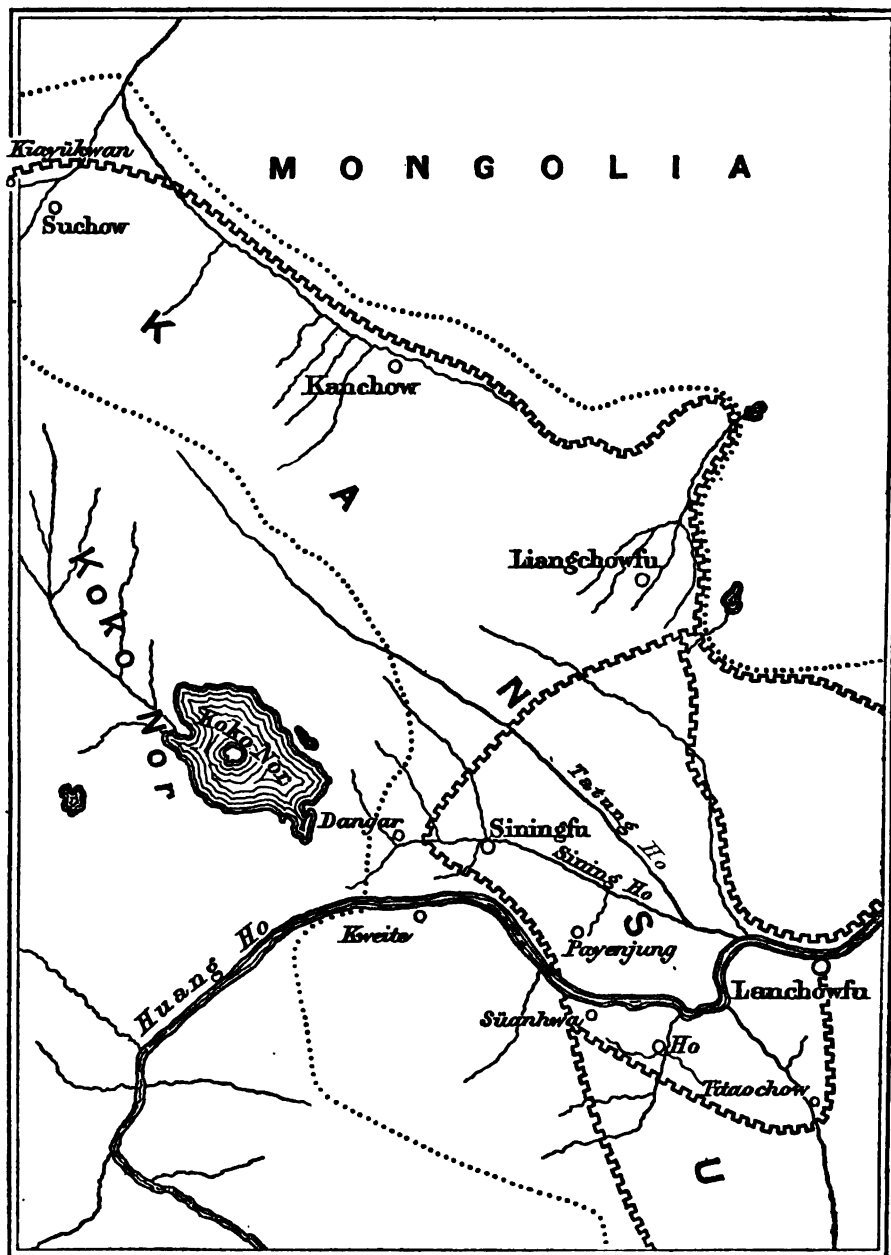 Kiayükwan
MONGOLIA
Suchow
KANSU
Kanchow
Liangchowfu
Koko Nor
Koko Nor
Tatung Ho
Dangar
Siningfu
Sining Ho
Huang Ho
Kweite
Payenjung
Lanchowfu
Süanhwa
Ho
Titaochow